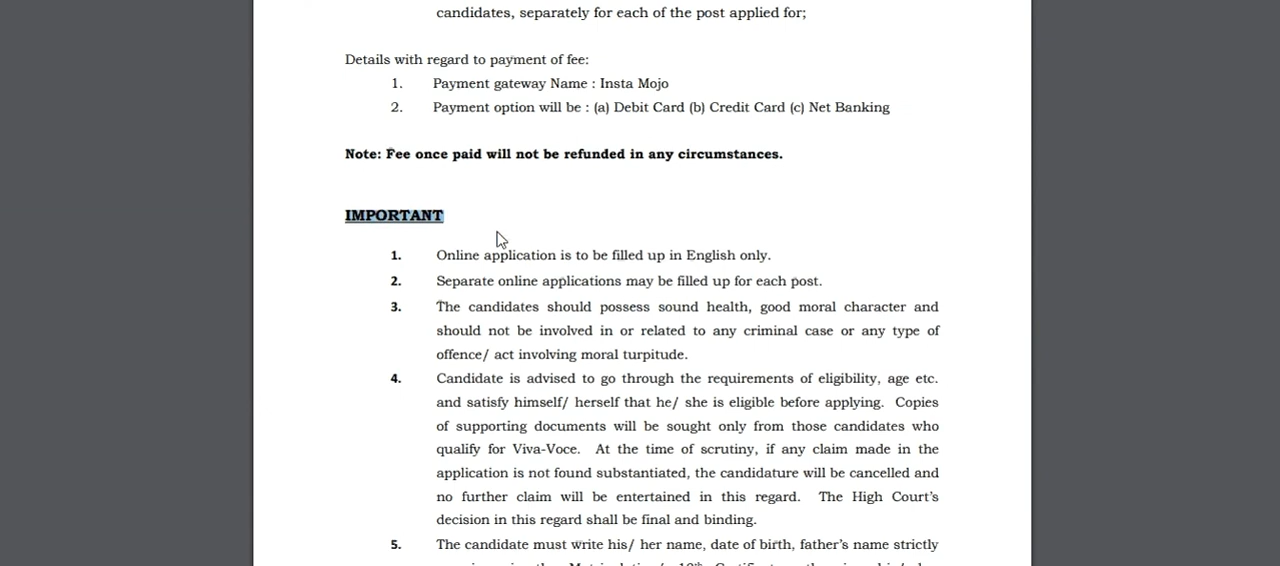 candidates, separately for each of the post applied for;
Details with regard to payment of fee:
1. Payment gateway Name : Insta Mojo
2. Payment option will be : (a) Debit Card (b) Credit Card (c) Net Banking
Note: Fee once paid will not be refunded in any circumstances.
IMPORTANT
1. Online application is to be filled up in English only.
2. Separate online applications may be filled up for each post.
3. The candidates should possess sound health, good moral character and
should not be involved in or related to any criminal case or any type of
offence/ act involving moral turpitude.
4. Candidate is advised to go through the requirements of eligibility, age etc.
and satisfy himself/ herself that he/ she is eligible before applying. Copies
of supporting documents will be sought only from those candidates who
qualify for Viva-Voce. At the time of scrutiny, if any claim made in the
application is not found substantiated, the candidature will be cancelled and
no further claim will be entertained in this regard. The High Court's
decision in this regard shall be final and binding.
5. The candidate must write his/ her name, date of birth, father's name strictly